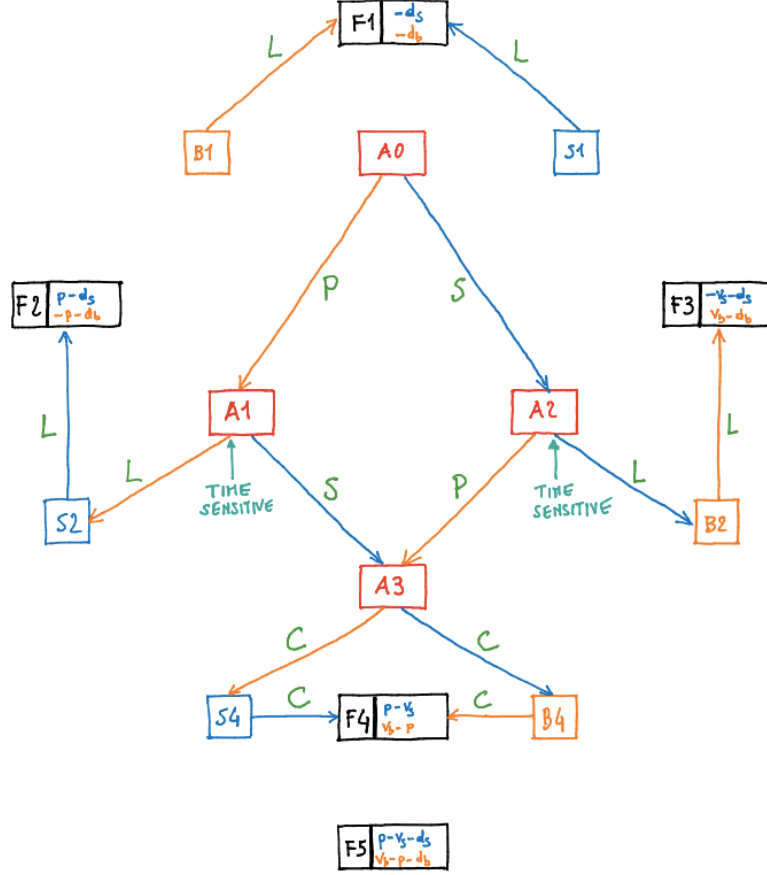 F1
-ds
-db
L
L
B1
A0
S1
P
S
F2
p-ds
-p-db
F3
-vs-ds
vb-db
A1
A2
L
L
L
TIME
SENSITIVE
S
P
TIME
SENSITIVE
L
S2
B2
A3
C
C
S4
C
F4
p-vs
vb-p
C
B4
F5
p-vs-ds
vb-p-db